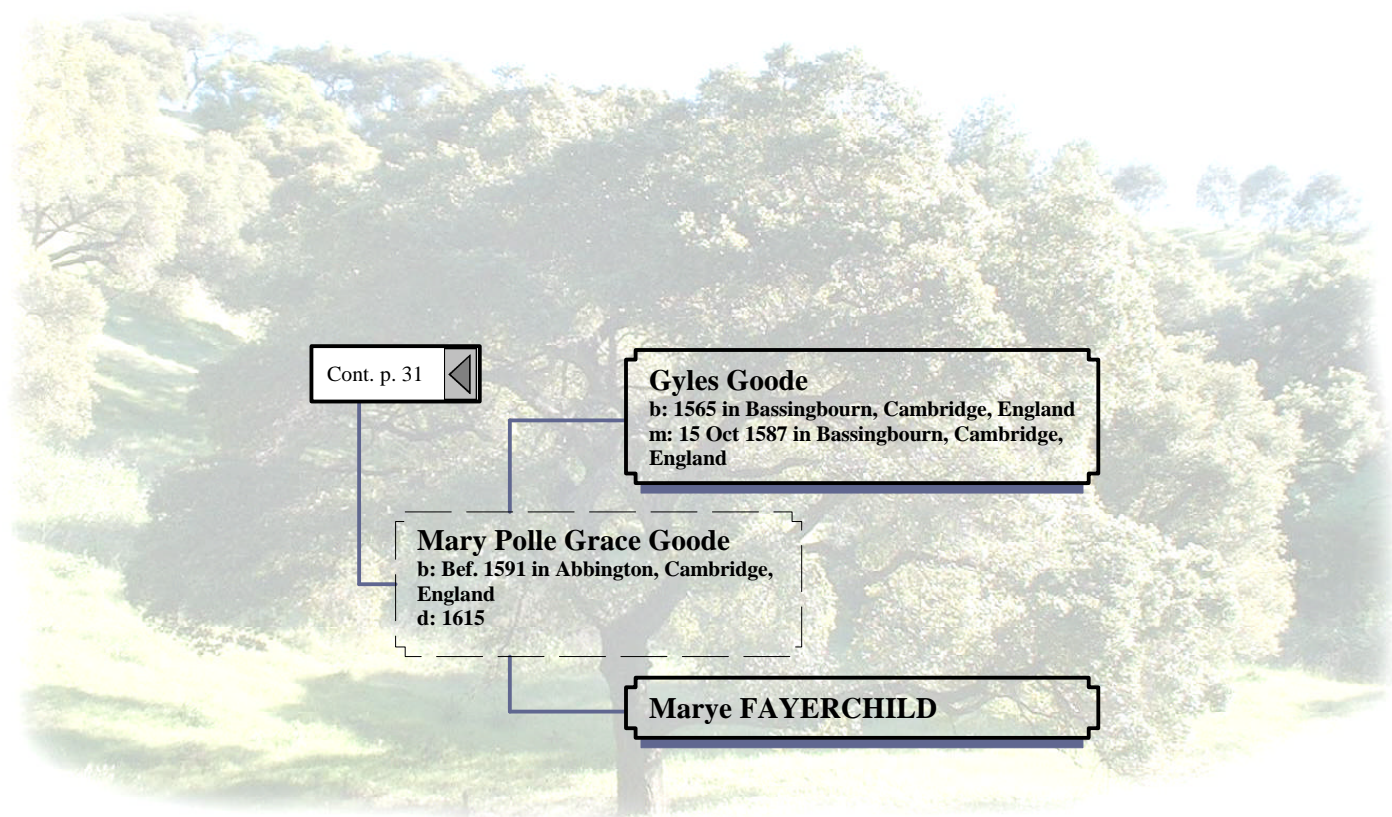 Cont. p. 31
Gyles Goode
b: 1565 in Bassingbourn, Cambridge, England
m: 15 Oct 1587 in Bassingbourn, Cambridge,
England
Mary Polle Grace Goode
b: Bef. 1591 in Abbington, Cambridge,
England
d: 1615
Marye FAYERCHILD